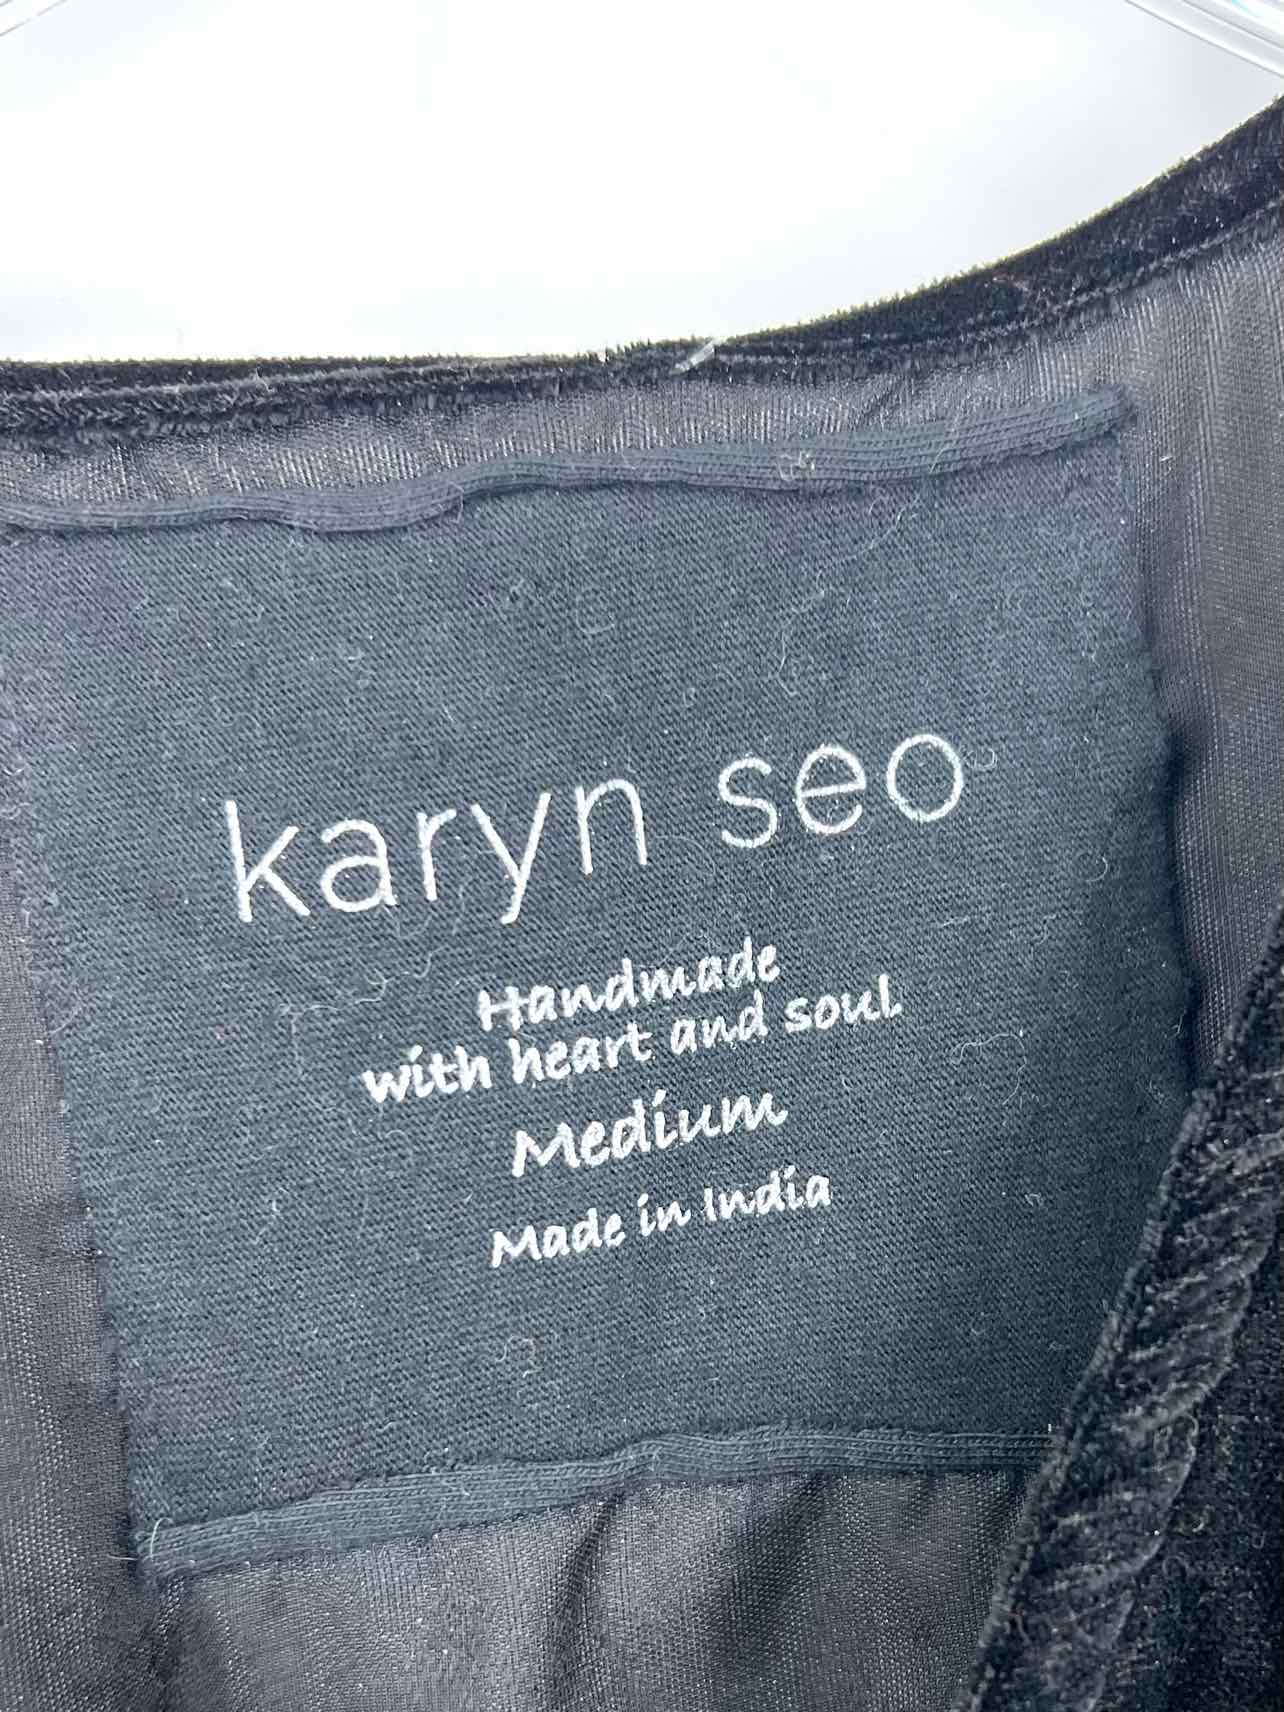 karyn seo
Handmade
with heart and soul
Medium
Made in India